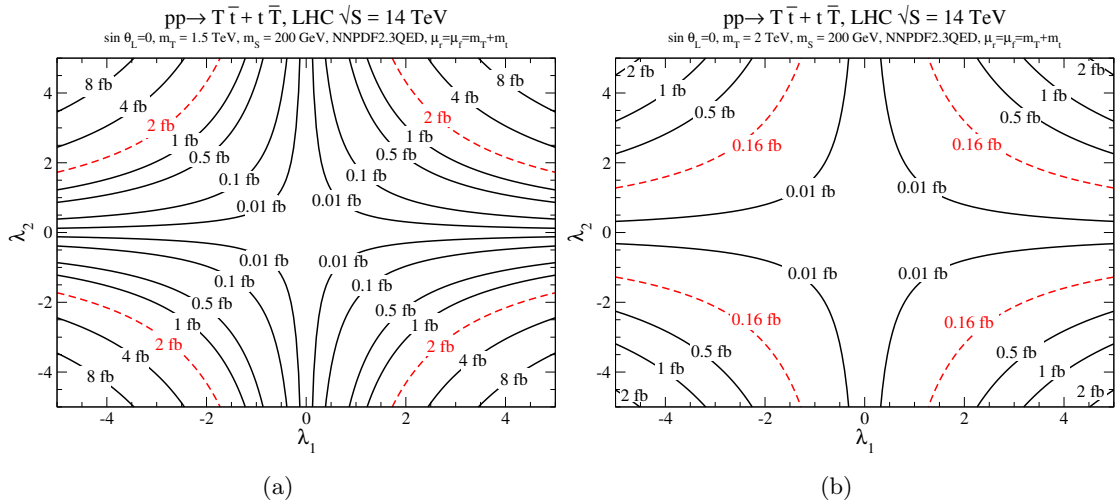 pp→ T t̅ + t T̅, LHC √S = 14 TeV
sin θ_L=0, m_T = 1.5 TeV, m_S = 200 GeV, NNPDF2.3QED, μ_r=μ_f=m_T+m_t
8 fb 8 fb
4 fb 4 fb
2 fb 2 fb
1 fb 1 fb
0.5 fb 0.5 fb
0.1 fb 0.1 fb
0.01 fb 0.01 fb
0.01 fb 0.01 fb
0.1 fb 0.1 fb
0.5 fb 0.5 fb
1 fb 1 fb
2 fb 2 fb
4 fb 4 fb
8 fb 8 fb
4
2
0
-2
-4
λ_2
-4 -2 0 2 4
λ_1
(a)
pp→ T t̅ + t T̅, LHC √S = 14 TeV
sin θ_L=0, m_T = 2 TeV, m_S = 200 GeV, NNPDF2.3QED, μ_r=μ_f=m_T+m_t
2 fb 2 fb
1 fb 1 fb
0.5 fb 0.5 fb
0.16 fb 0.16 fb
0.01 fb 0.01 fb
0.01 fb 0.01 fb
0.16 fb 0.16 fb
0.5 fb 0.5 fb
1 fb 1 fb
2 fb 2 fb
4
2
0
-2
-4
λ_2
-4 -2 0 2 4
λ_1
(b)